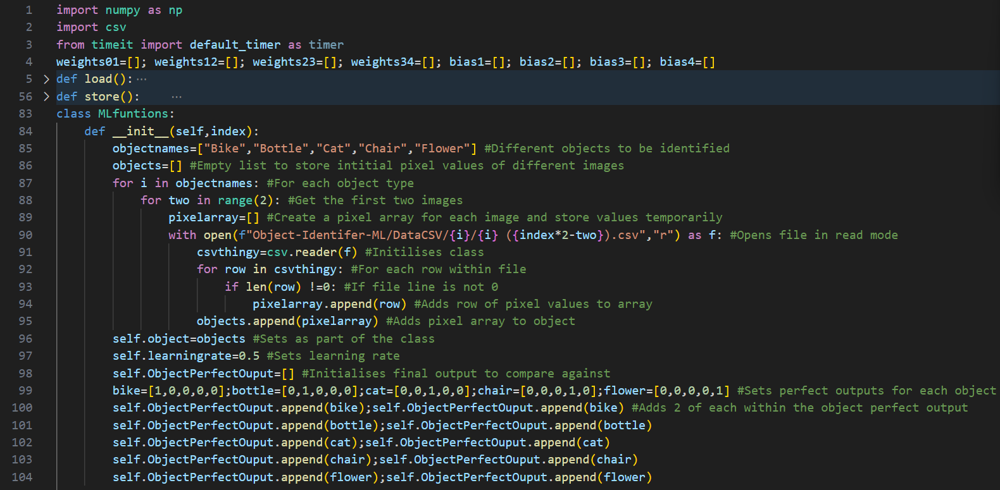 1 import numpy as np
2 import csv
3 from timeit import default_timer as timer
4 weights01=[]; weights12=[]; weights23=[]; weights34=[]; bias1=[]; bias2=[]; bias3=[]; bias4=[]
5 > def load():···
56 > def store():    ···
83 class MLfuntions:
84     def __init__(self,index):
85         objectnames=["Bike","Bottle","Cat","Chair","Flower"] #Different objects to be identified
86         objects=[] #Empty list to store intitial pixel values of different images
87         for i in objectnames: #For each object type
88             for two in range(2): #Get the first two images
89                 pixelarray=[] #Create a pixel array for each image and store values temporarily
90                 with open(f"Object-Identifer-ML/DataCSV/{i}/{i} ({index*2-two}).csv","r") as f: #Opens file in read mode
91                     csvthingy=csv.reader(f) #Initilises class
92                     for row in csvthingy: #For each row within file
93                         if len(row) !=0: #If file line is not 0
94                             pixelarray.append(row) #Adds row of pixel values to array
95                     objects.append(pixelarray) #Adds pixel array to object
96         self.object=objects #Sets as part of the class
97         self.learningrate=0.5 #Sets learning rate
98         self.ObjectPerfectOuput=[] #Initialises final output to compare against
99         bike=[1,0,0,0,0];bottle=[0,1,0,0,0];cat=[0,0,1,0,0];chair=[0,0,0,1,0];flower=[0,0,0,0,1] #Sets perfect outputs for each object
100         self.ObjectPerfectOuput.append(bike);self.ObjectPerfectOuput.append(bike) #Adds 2 of each within the object perfect output
101         self.ObjectPerfectOuput.append(bottle);self.ObjectPerfectOuput.append(bottle)
102         self.ObjectPerfectOuput.append(cat);self.ObjectPerfectOuput.append(cat)
103         self.ObjectPerfectOuput.append(chair);self.ObjectPerfectOuput.append(chair)
104         self.ObjectPerfectOuput.append(flower);self.ObjectPerfectOuput.append(flower)